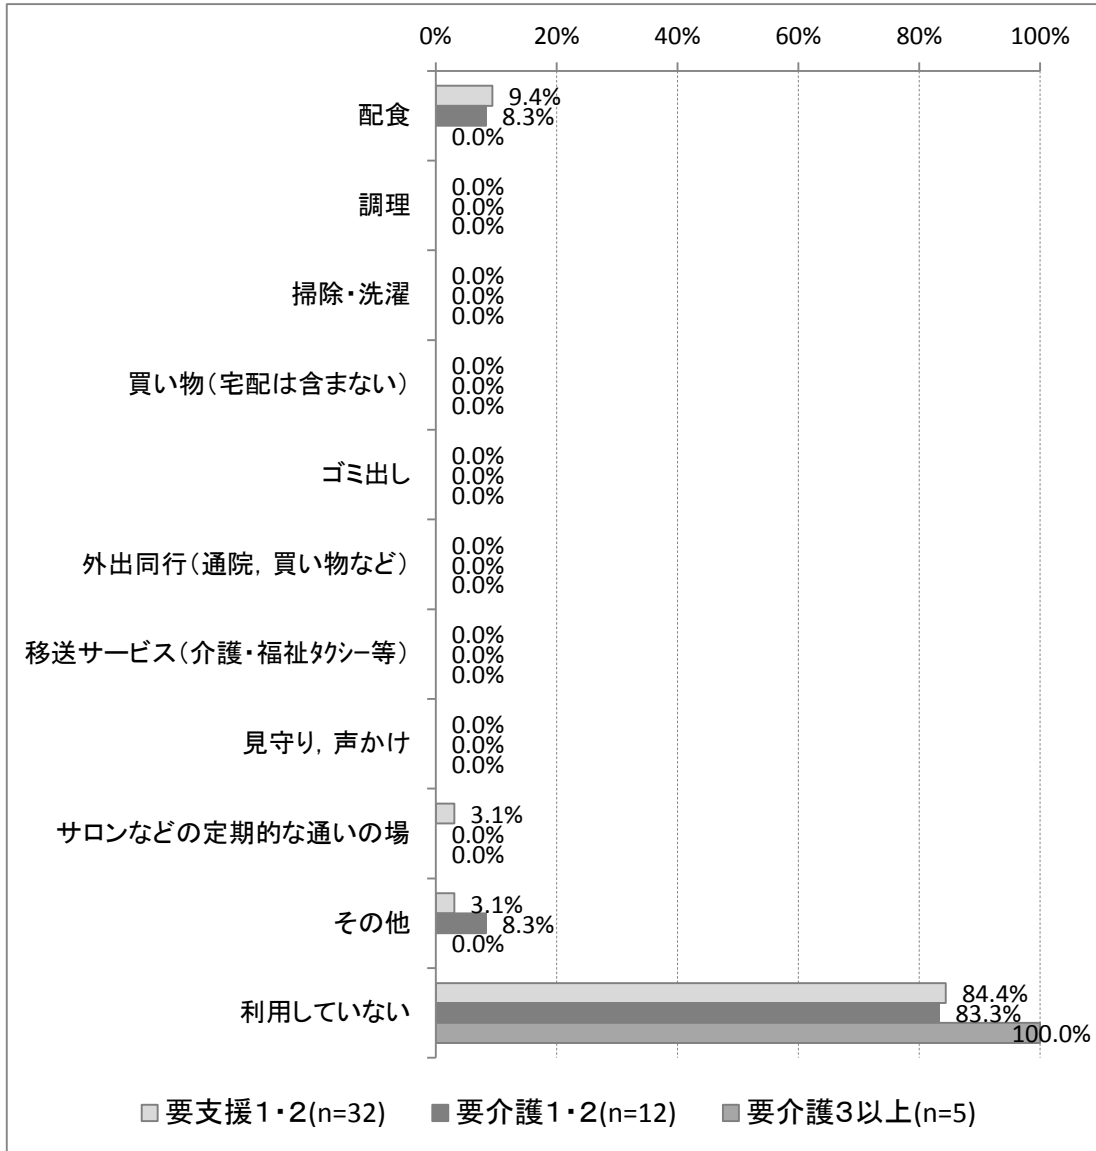 0% 20% 40% 60% 80% 100%
配食
9.4%
8.3%
0.0%
調理
0.0%
0.0%
0.0%
掃除・洗濯
0.0%
0.0%
0.0%
買い物（宅配は含まない）
0.0%
0.0%
0.0%
ゴミ出し
0.0%
0.0%
0.0%
外出同行（通院，買い物など）
0.0%
0.0%
0.0%
移送サービス（介護・福祉ﾀｸｼｰ等）
0.0%
0.0%
0.0%
見守り，声かけ
0.0%
0.0%
0.0%
サロンなどの定期的な通いの場
3.1%
0.0%
0.0%
その他
3.1%
8.3%
0.0%
利用していない
84.4%
83.3%
100.0%
要支援１・２(n=32) 要介護１・２(n=12) 要介護３以上(n=5)